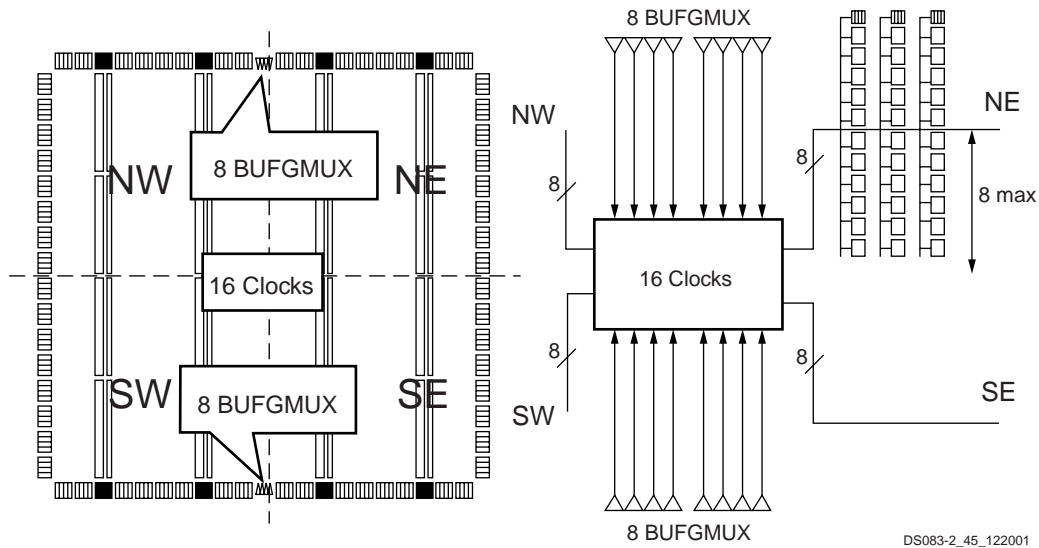 NW
NE
8 BUFGMUX
16 Clocks
SW
SE
8 BUFGMUX
8 BUFGMUX
NW
NE
8
8
8 max
16 Clocks
8
8
SW
SE
8 BUFGMUX
DS083-2_45_122001